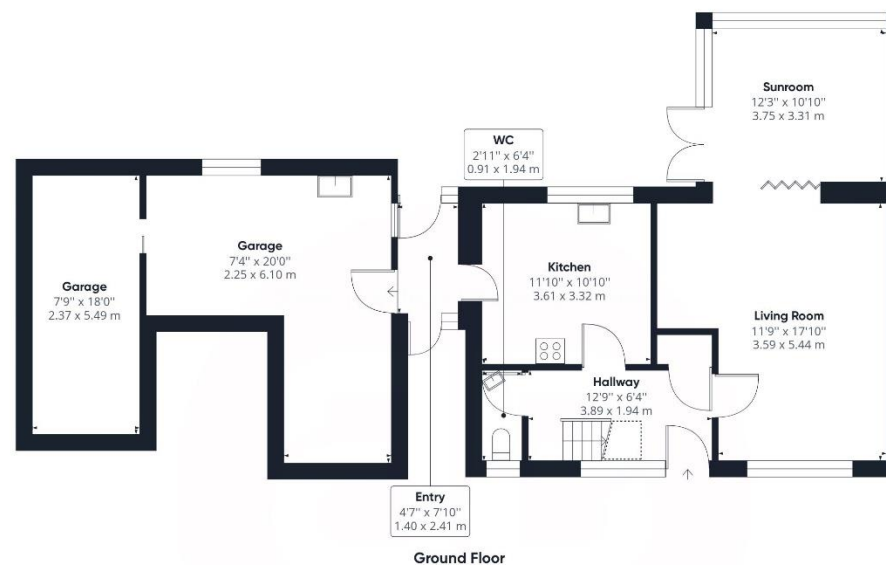 Sunroom
12'3" x 10'10"
3.75 x 3.31 m
WC
2'11" x 6'4"
0.91 x 1.94 m
Garage
7'4" x 20'0"
2.25 x 6.10 m
Garage
7'9" x 18'0"
2.37 x 5.49 m
Kitchen
11'10" x 10'10"
3.61 x 3.32 m
Living Room
11'9" x 17'10"
3.59 x 5.44 m
Hallway
12'9" x 6'4"
3.89 x 1.94 m
Entry
4'7" x 7'10"
1.40 x 2.41 m
Ground Floor